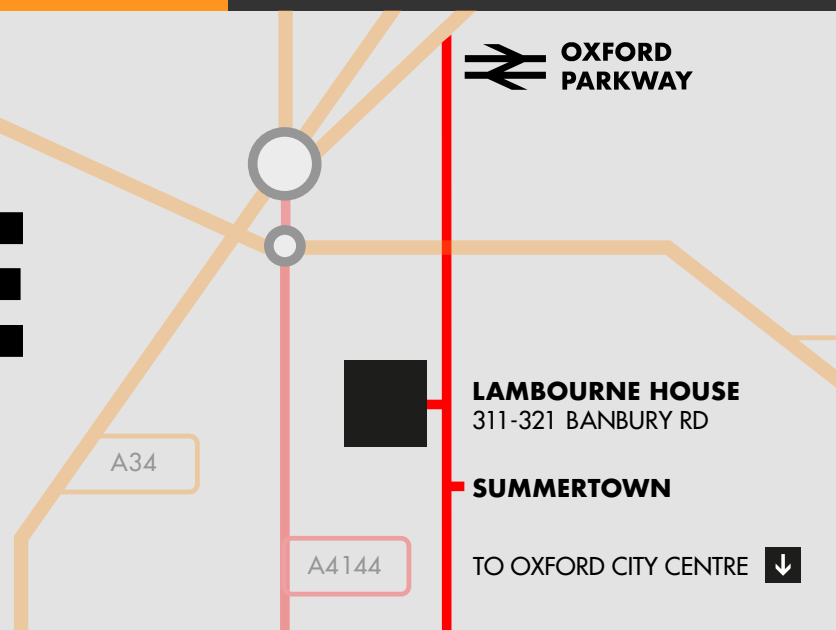 OXFORD
PARKWAY
LAMBOURNE HOUSE
311-321 BANBURY RD
A34
SUMMERTOWN
A4144
TO OXFORD CITY CENTRE